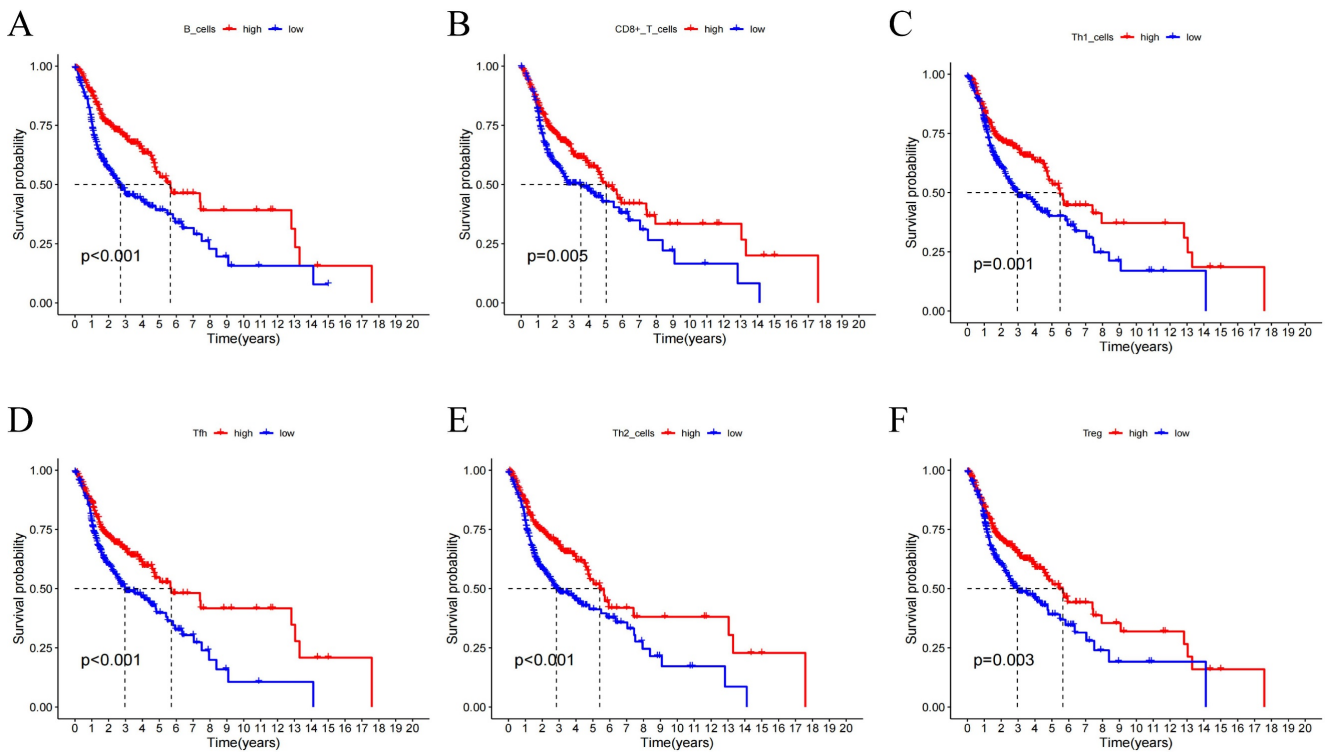 A
B_cells high low
Survival probability
1.00
0.75
0.50
0.25
0.00
p<0.001
0 1 2 3 4 5 6 7 8 9 10 11 12 13 14 15 16 17 18 19 20
Time(years)
B
CD8+_T_cells high low
Survival probability
1.00
0.75
0.50
0.25
0.00
p=0.005
0 1 2 3 4 5 6 7 8 9 10 11 12 13 14 15 16 17 18 19 20
Time(years)
C
Th1_cells high low
Survival probability
1.00
0.75
0.50
0.25
0.00
p=0.001
0 1 2 3 4 5 6 7 8 9 10 11 12 13 14 15 16 17 18 19 20
Time(years)
D
Tfh high low
Survival probability
1.00
0.75
0.50
0.25
0.00
p<0.001
0 1 2 3 4 5 6 7 8 9 10 11 12 13 14 15 16 17 18 19 20
Time(years)
E
Th2_cells high low
Survival probability
1.00
0.75
0.50
0.25
0.00
p<0.001
0 1 2 3 4 5 6 7 8 9 10 11 12 13 14 15 16 17 18 19 20
Time(years)
F
Treg high low
Survival probability
1.00
0.75
0.50
0.25
0.00
p=0.003
0 1 2 3 4 5 6 7 8 9 10 11 12 13 14 15 16 17 18 19 20
Time(years)